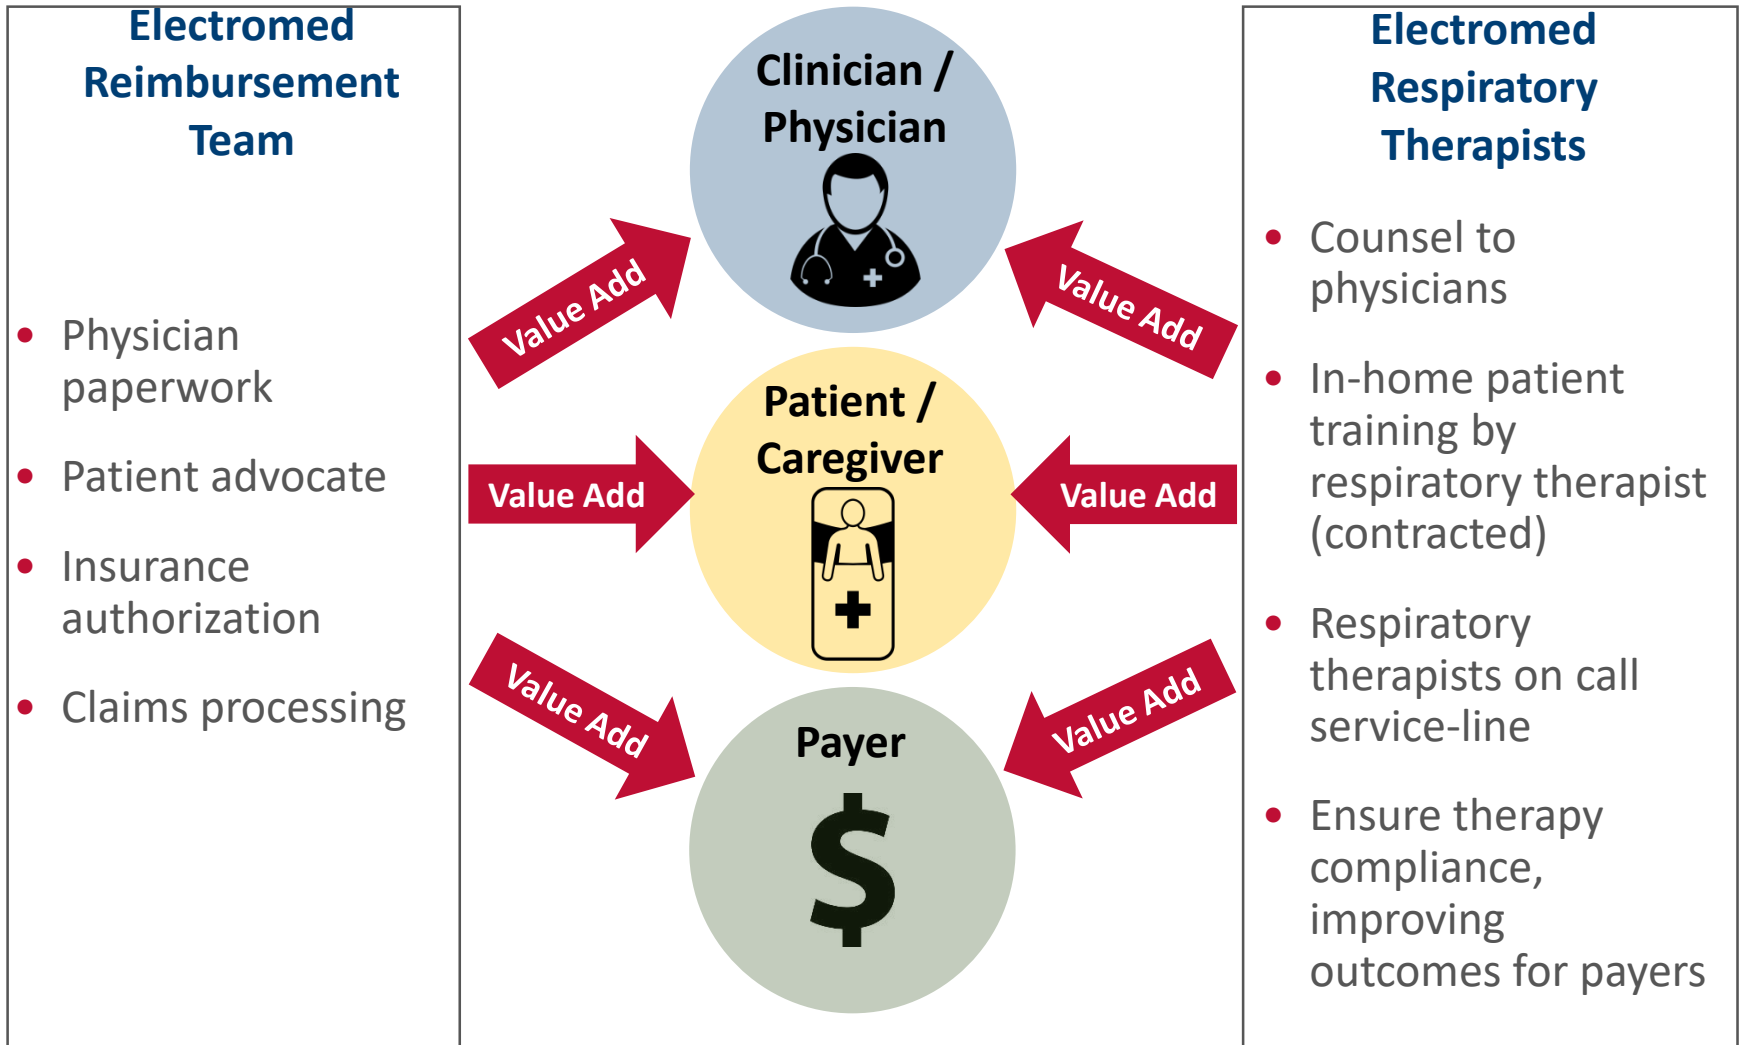 Electromed
Reimbursement
Team
• Physician
paperwork
• Patient advocate
• Insurance
authorization
• Claims processing
Value Add
Value Add
Value Add
Clinician /
Physician
Patient /
Caregiver
Payer
$
Value Add
Value Add
Value Add
Electromed
Respiratory
Therapists
• Counsel to
physicians
• In-home patient
training by
respiratory therapist
(contracted)
• Respiratory
therapists on call
service-line
• Ensure therapy
compliance,
improving
outcomes for payers